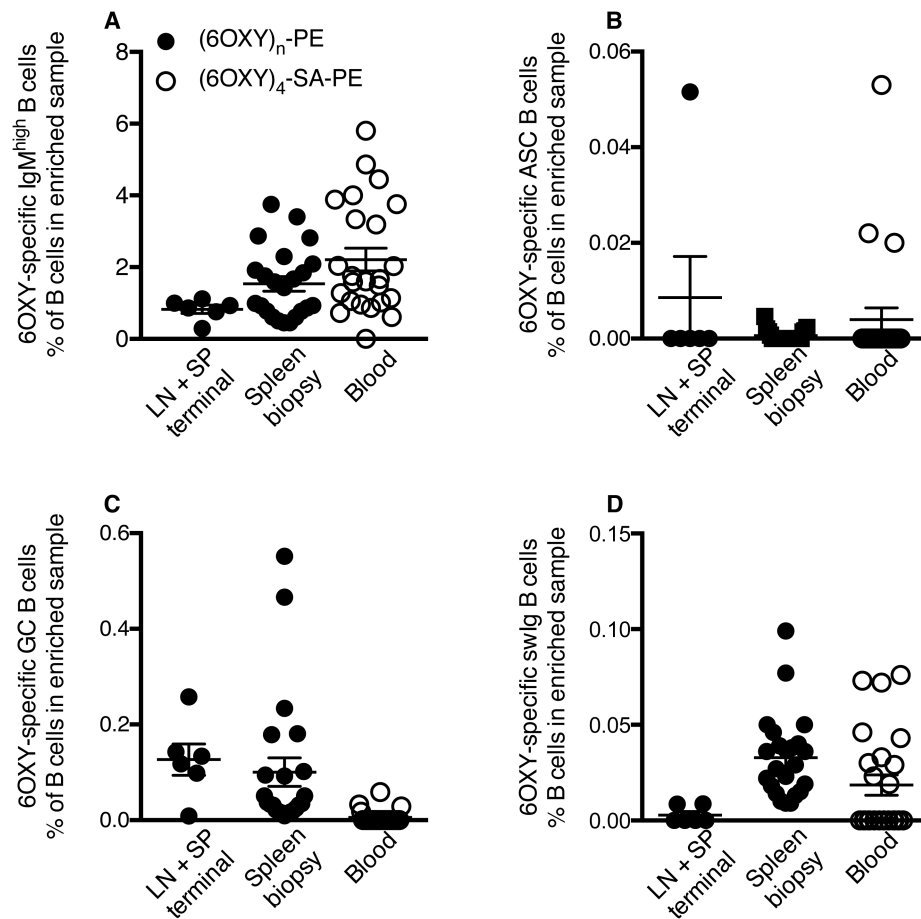 A
6OXY-specific IgMhigh B cells
% of B cells in enriched sample
(6OXY)n-PE
(6OXY)4-SA-PE
8
6
4
2
0
LN + SP
terminal
Spleen
biopsy
Blood
B
6OXY-specific ASC B cells
% of B cells in enriched sample
0.06
0.04
0.02
0.00
LN + SP
terminal
Spleen
biopsy
Blood
C
6OXY-specific GC B cells
% of B cells in enriched sample
0.6
0.4
0.2
0.0
LN + SP
terminal
Spleen
biopsy
Blood
D
6OXY-specific swIg B cells
% B cells in enriched sample
0.15
0.10
0.05
0.00
LN + SP
terminal
Spleen
biopsy
Blood